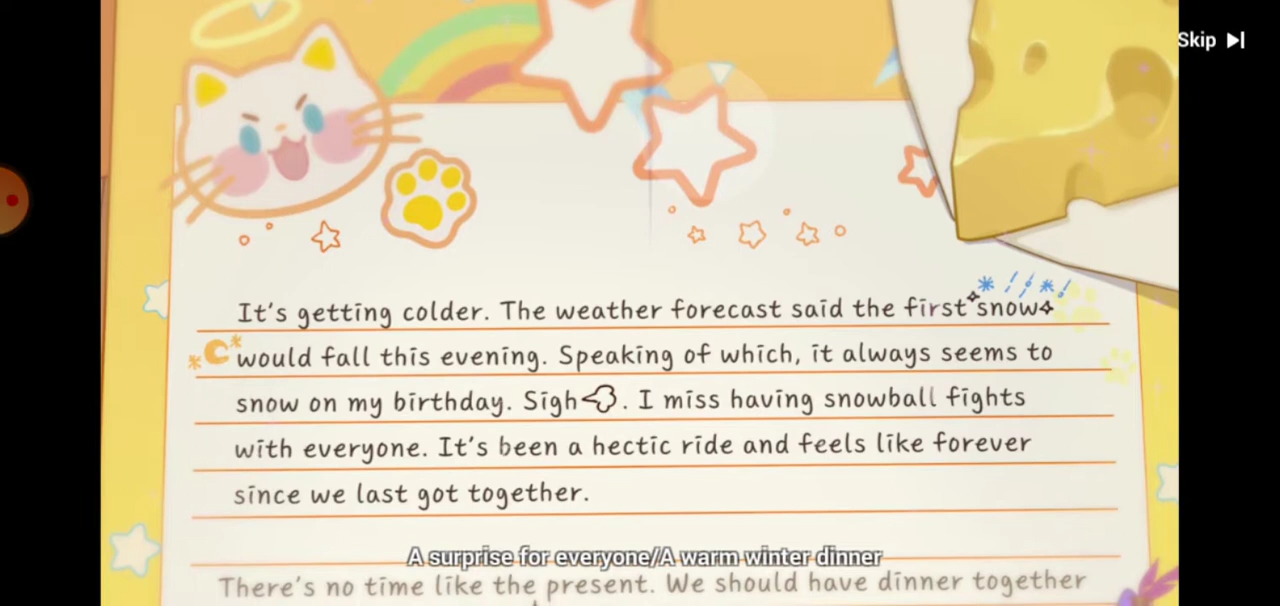 Skip
It's getting colder. The weather forecast said the first snow
would fall this evening. Speaking of which, it always seems to
snow on my birthday. Sigh. I miss having snowball fights
with everyone. It's been a hectic ride and feels like forever
since we last got together.
A surprise for everyone/A warm winter dinner
There's no time like the present. We should have dinner together